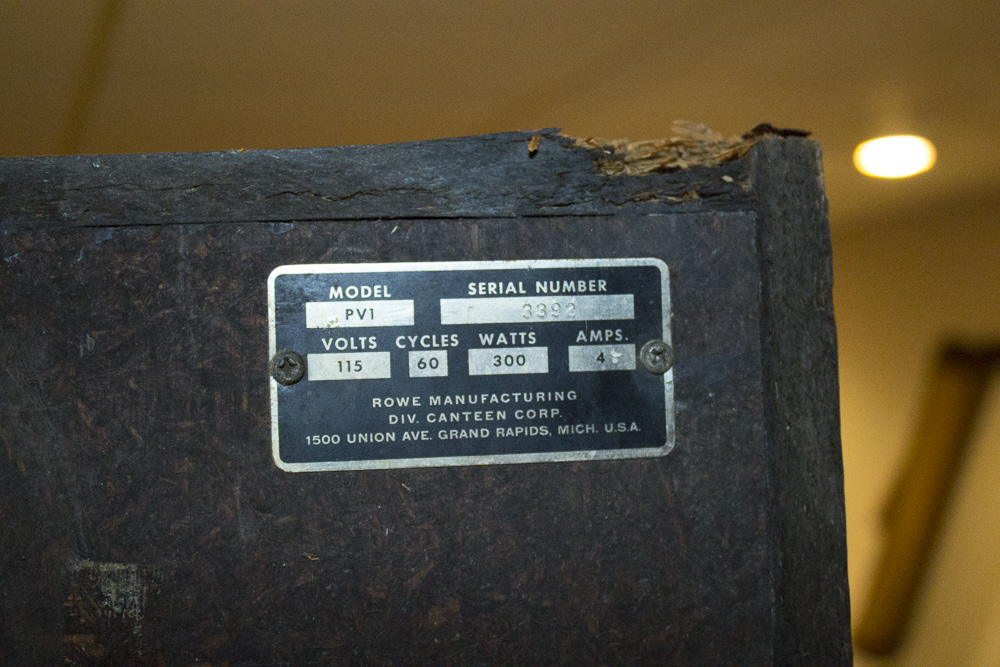 MODEL SERIAL NUMBER
PV1 3392
VOLTS CYCLES WATTS AMPS.
115 60 300 4
ROWE MANUFACTURING
DIV. CANTEEN CORP.
1500 UNION AVE. GRAND RAPIDS, MICH. U.S.A.